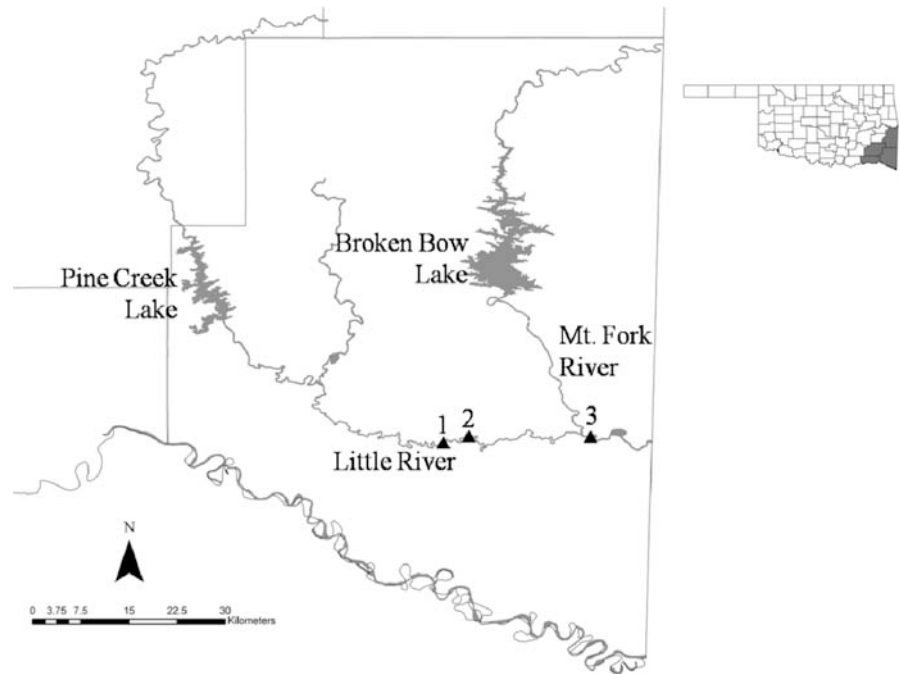 Broken Bow
Lake
Pine Creek
Lake
Mt. Fork
River
1
2
3
Little River
N
0 3.75 7.5 15 22.5 30
Kilometers